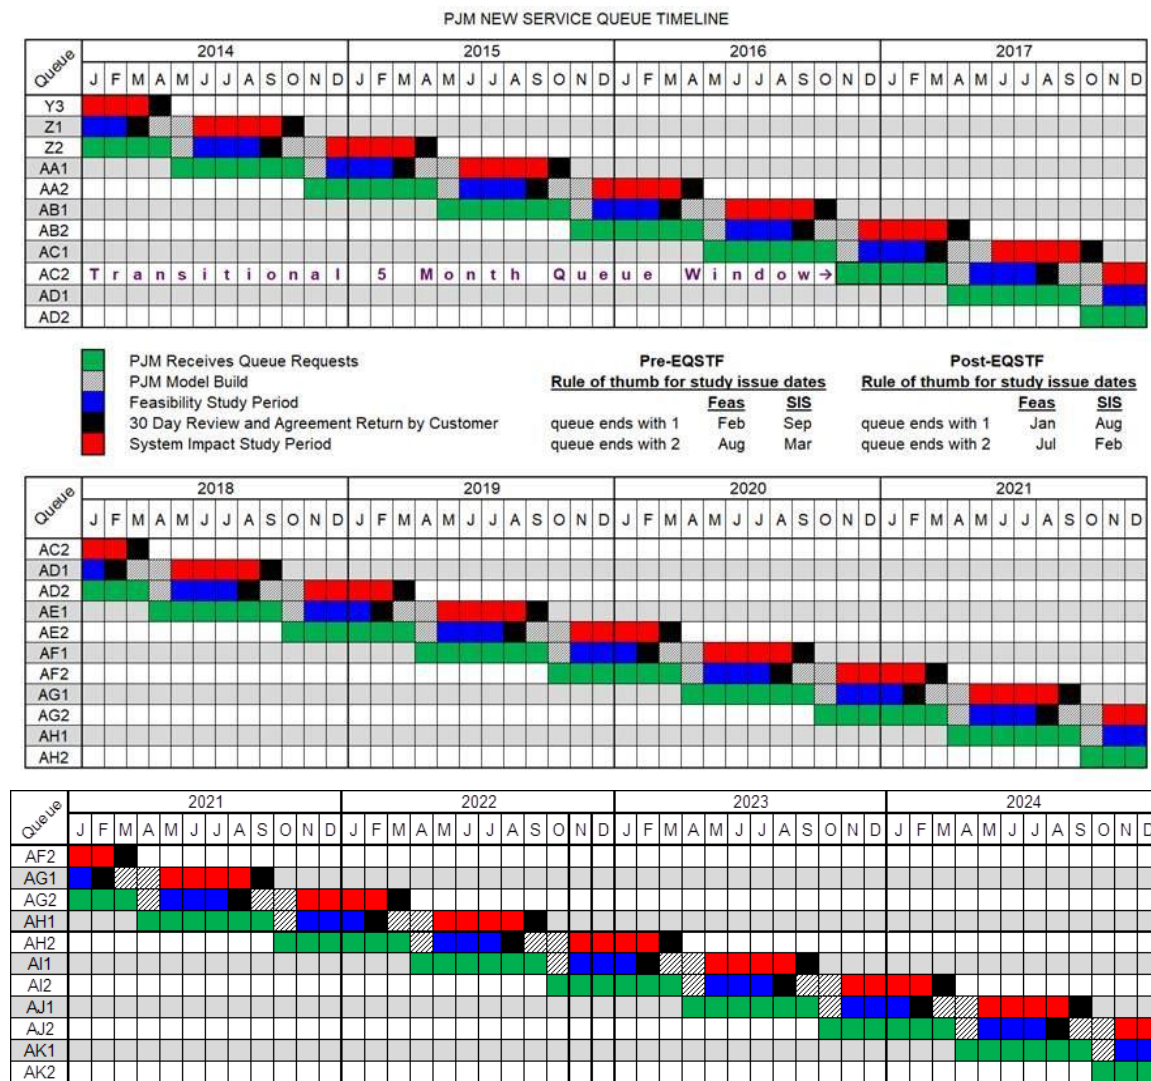 PJM NEW SERVICE QUEUE TIMELINE
Queue 2014 2015 2016 2017
J F M A M J J A S O N D J F M A M J J A S O N D J F M A M J J A S O N D J F M A M J J A S O N D
Y3
Z1
Z2
AA1
AA2
AB1
AB2
AC1
AC2 Transitional 5 Month Queue Window→
AD1
AD2
PJM Receives Queue Requests Pre-EQSTF Post-EQSTF
PJM Model Build Rule of thumb for study issue dates Rule of thumb for study issue dates
Feasibility Study Period Feas SIS Feas SIS
30 Day Review and Agreement Return by Customer queue ends with 1 Feb Sep queue ends with 1 Jan Aug
System Impact Study Period queue ends with 2 Aug Mar queue ends with 2 Jul Feb
Queue 2018 2019 2020 2021
J F M A M J J A S O N D J F M A M J J A S O N D J F M A M J J A S O N D J F M A M J J A S O N D
AC2
AD1
AD2
AE1
AE2
AF1
AF2
AG1
AG2
AH1
AH2
Queue 2021 2022 2023 2024
J F M A M J J A S O N D J F M A M J J A S O N D J F M A M J J A S O N D J F M A M J J A S O N D
AF2
AG1
AG2
AH1
AH2
AI1
AI2
AJ1
AJ2
AK1
AK2